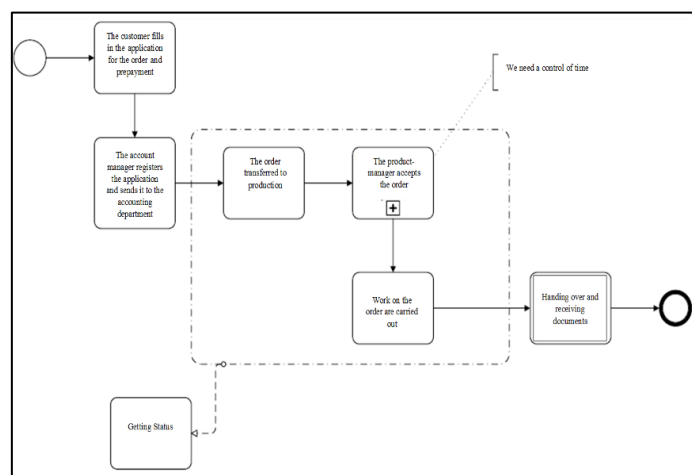 The customer fills
in the application
for the order and
prepayment
We need a control of time
The account
manager registers
the application
and sends it to the
accounting
department
The order
transferred to
production
The product-
manager accepts
the order
Work on the
order are carried
out
Handing over and
receiving
documents
Getting Status